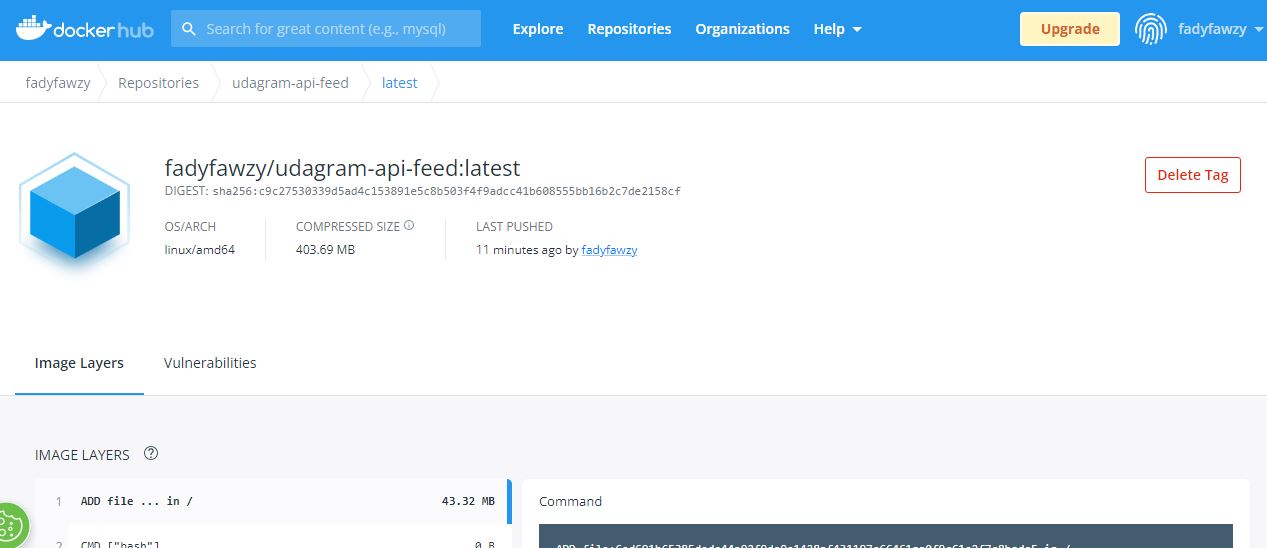 docker hub
Search for great content (e.g., mysql)
Explore Repositories Organizations Help
Upgrade
fadyfawzy
fadyfawzy Repositories udagram-api-feed latest
fadyfawzy/udagram-api-feed:latest
DIGEST: sha256:c9c27530339d5ad4c153891e5c8b503f4f9adcc41b608555bb16b2c7de2158cf
Delete Tag
OS/ARCH COMPRESSED SIZE LAST PUSHED
linux/amd64 403.69 MB 11 minutes ago by fadyfawzy
Image Layers Vulnerabilities
IMAGE LAYERS
1 ADD file ... in / 43.32 MB
Command
2 CMD ["bash"] 0 B